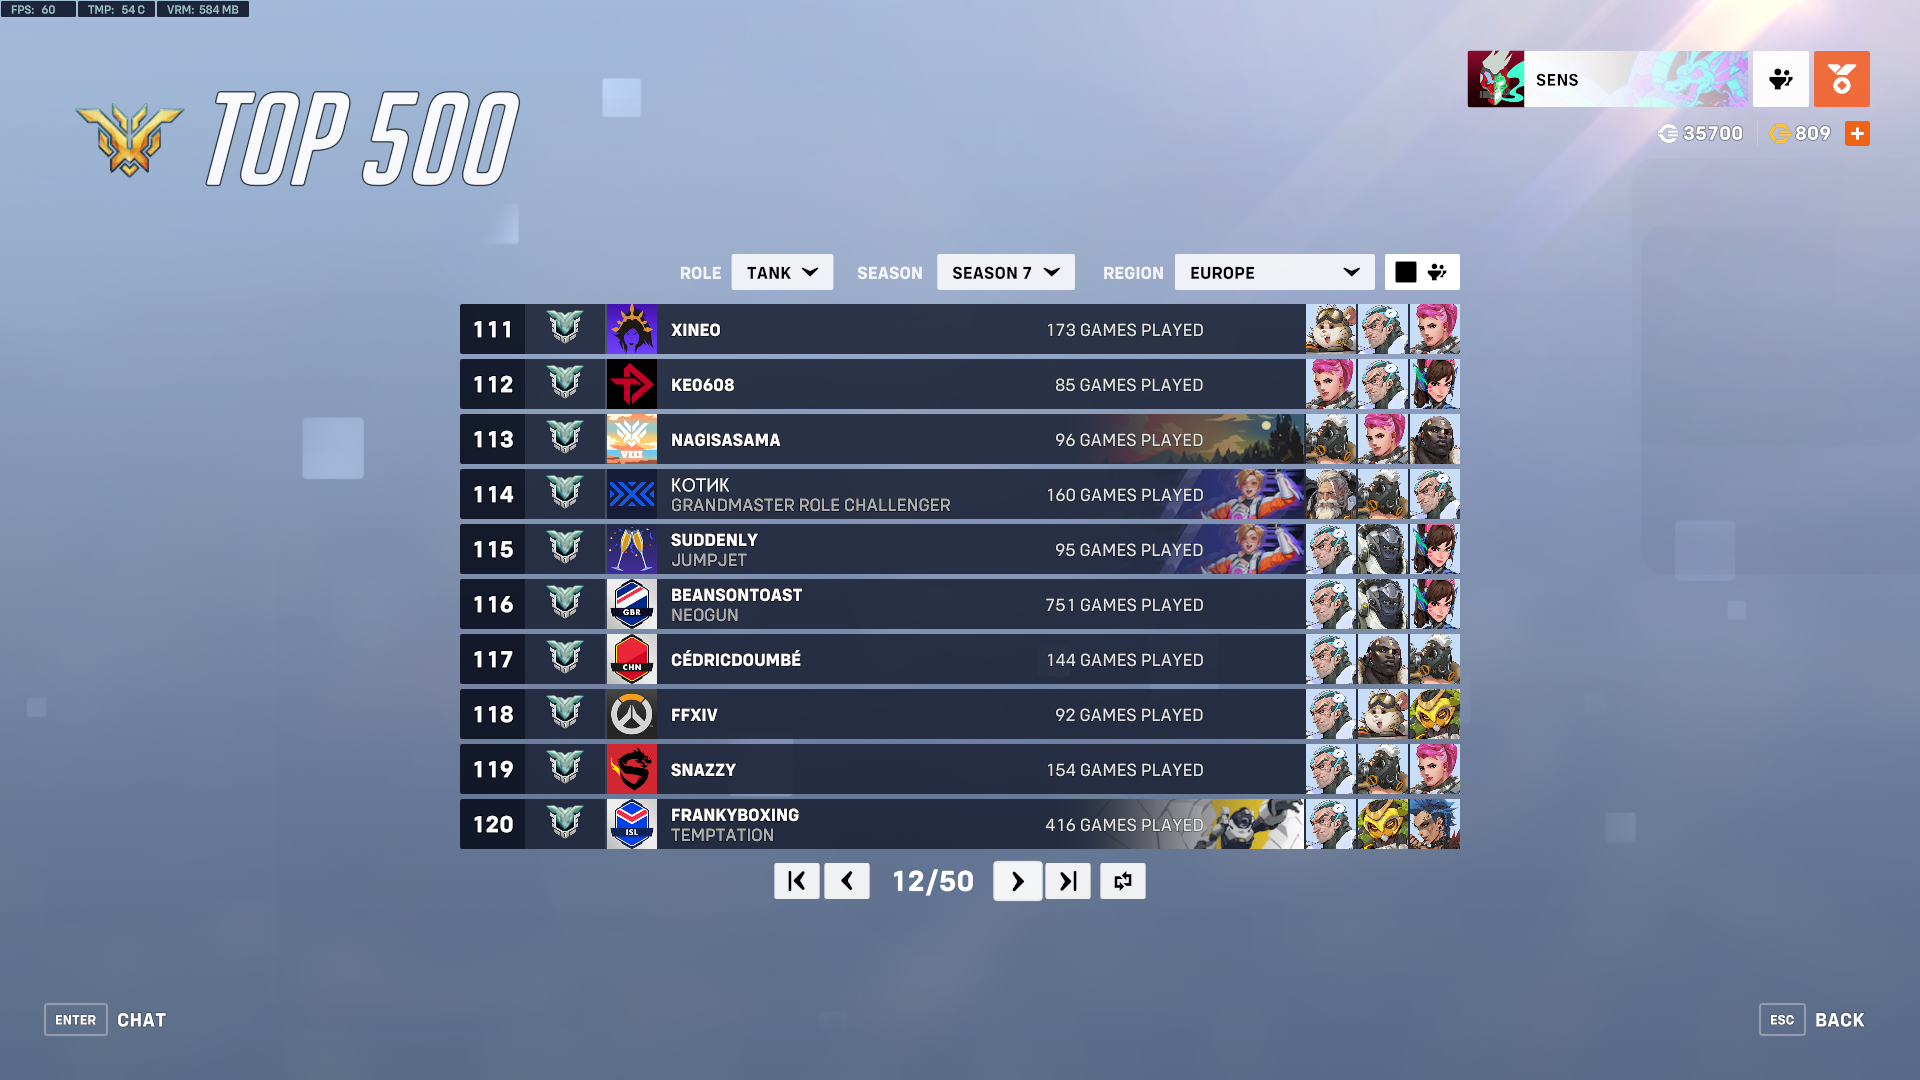 FPS: 60 TMP: 54 C VRM: 584 MB
TOP 500
SENS
35700 809
ROLE TANK SEASON SEASON 7 REGION EUROPE
111 XINEO 173 GAMES PLAYED
112 KE0608 85 GAMES PLAYED
VIII
113 NAGISASAMA 96 GAMES PLAYED
114 КОТИК 160 GAMES PLAYED
GRANDMASTER ROLE CHALLENGER
115 SUDDENLY 95 GAMES PLAYED
JUMPJET
116 GBR BEANSONTOAST 751 GAMES PLAYED
NEOGUN
117 CHN CÉDRICDOUMBÉ 144 GAMES PLAYED
118 FFXIV 92 GAMES PLAYED
119 SNAZZY 154 GAMES PLAYED
120 ISL FRANKYBOXING 416 GAMES PLAYED
TEMPTATION
12/50
ENTER CHAT
ESC BACK